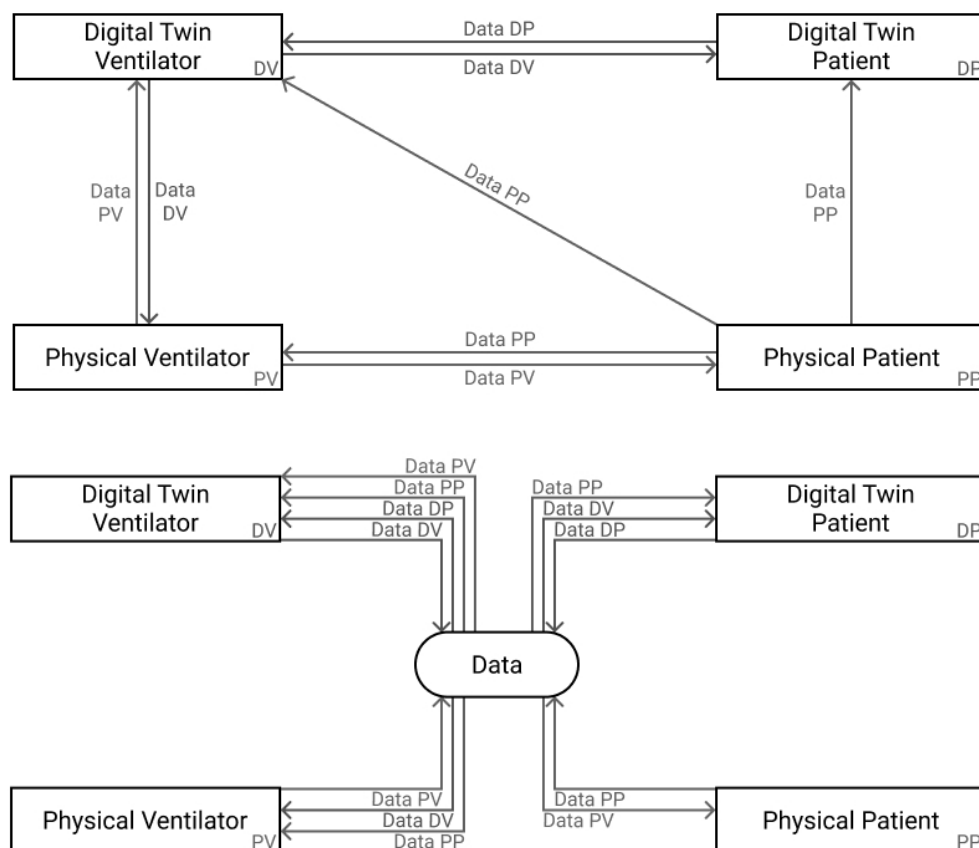 Digital Twin
Ventilator
DV
Data DP
Data DV
Digital Twin
Patient
DP
Data
PV
Data
DV
Data PP
Data
PP
Physical Ventilator
PV
Data PP
Data PV
Physical Patient
PP
Digital Twin
Ventilator
DV
Data PV
Data PP
Data DP
Data DV
Data PP
Data DV
Data DP
Digital Twin
Patient
DP
Data
Physical Ventilator
PV
Data PV
Data DV
Data PP
Data PP
Data PV
Physical Patient
PP